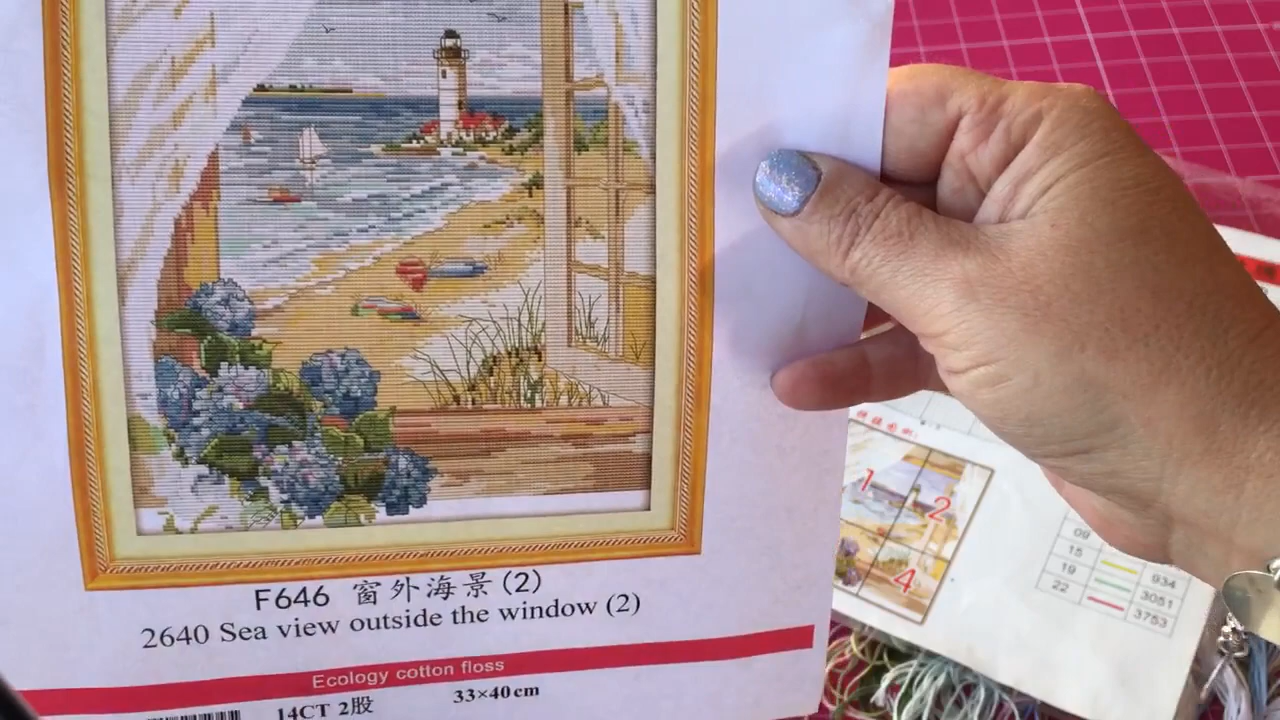 F646 窗外海景(2)
2640 Sea view outside the window (2)
Ecology cotton floss
14CT 2股
33×40cm
1
2
4
09
15
19
22
934
3051
3753